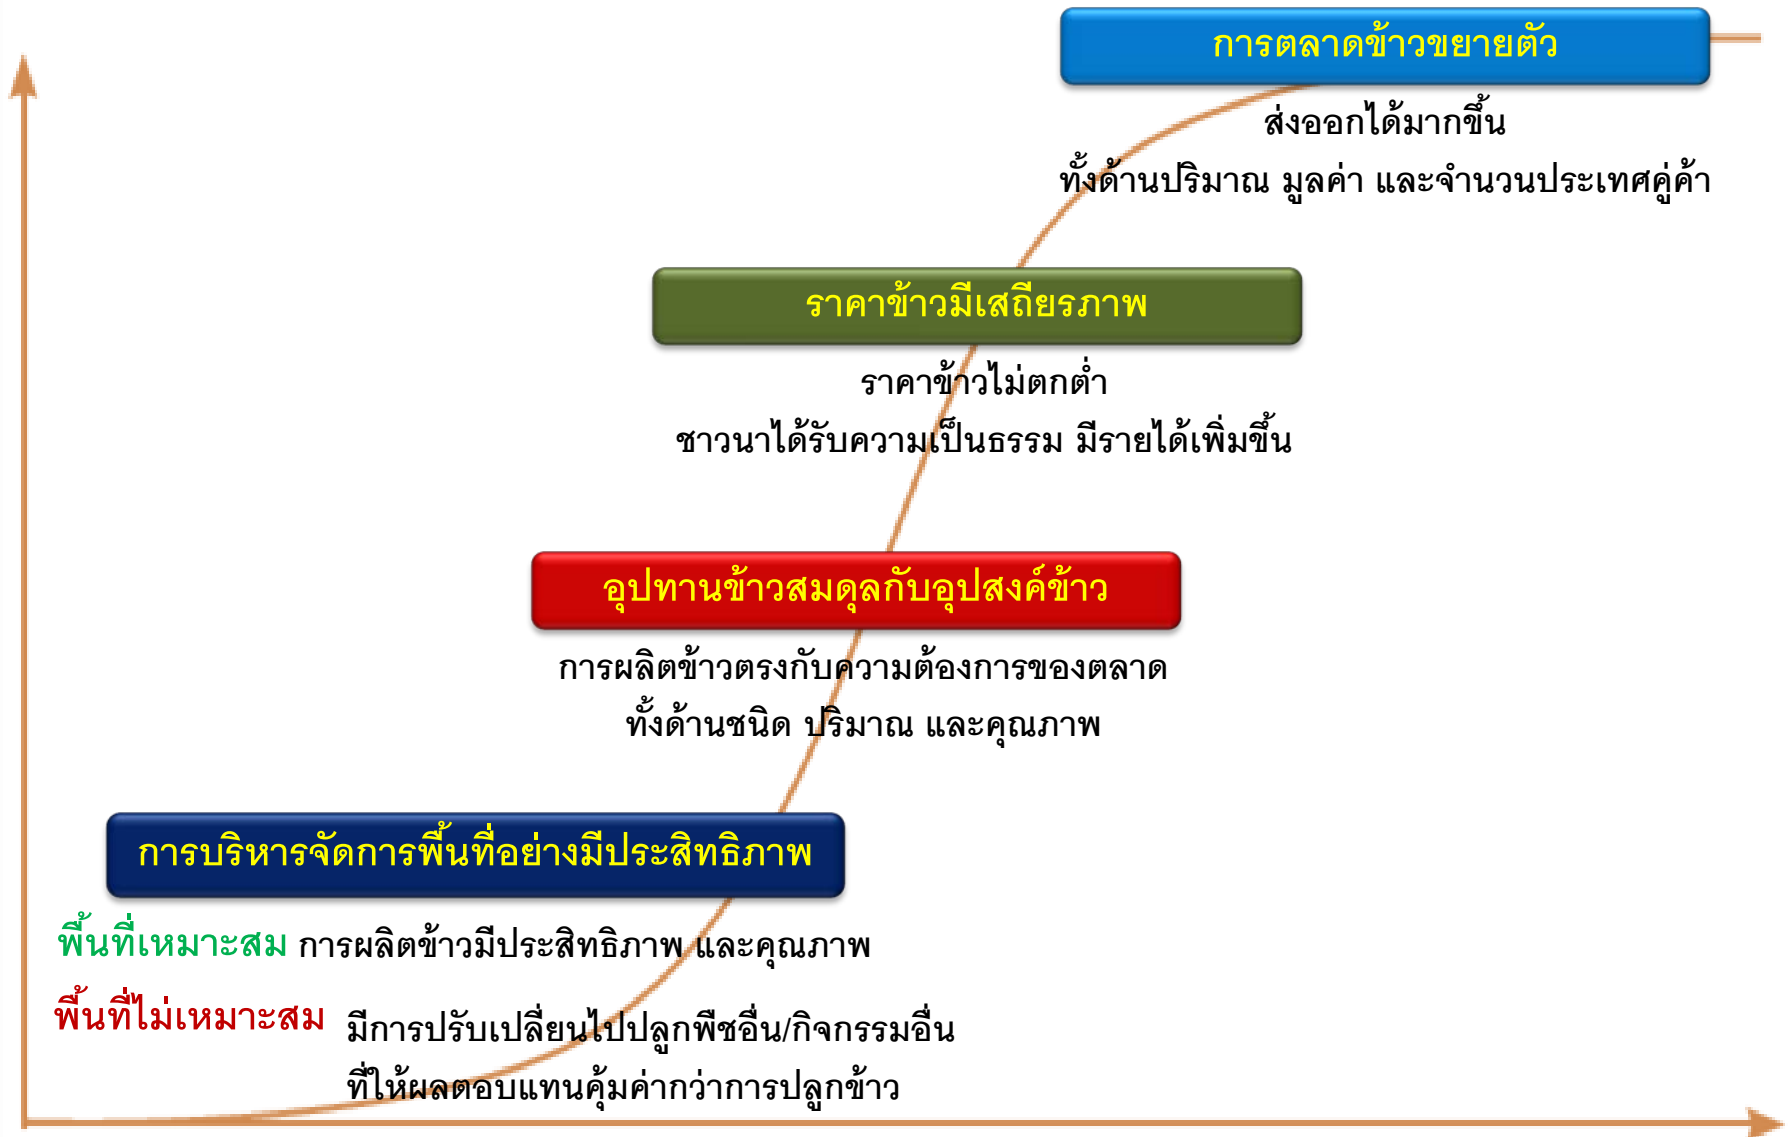 การตลาดข้าวขยายตัว
ส่งออกได้มากขึ้น
ทั้งด้านปริมาณ มูลค่า และจำนวนประเทศคู่ค้า
ราคาข้าวมีเสถียรภาพ
ราคาข้าวไม่ตกต่ำ
ชาวนาได้รับความเป็นธรรม มีรายได้เพิ่มขึ้น
อุปทานข้าวสมดุลกับอุปสงค์ข้าว
การผลิตข้าวตรงกับความต้องการของตลาด
ทั้งด้านชนิด ปริมาณ และคุณภาพ
การบริหารจัดการพื้นที่อย่างมีประสิทธิภาพ
พื้นที่เหมาะสม การผลิตข้าวมีประสิทธิภาพ และคุณภาพ
พื้นที่ไม่เหมาะสม มีการปรับเปลี่ยนไปปลูกพืชอื่น/กิจกรรมอื่น
ที่ให้ผลตอบแทนคุ้มค่ากว่าการปลูกข้าว